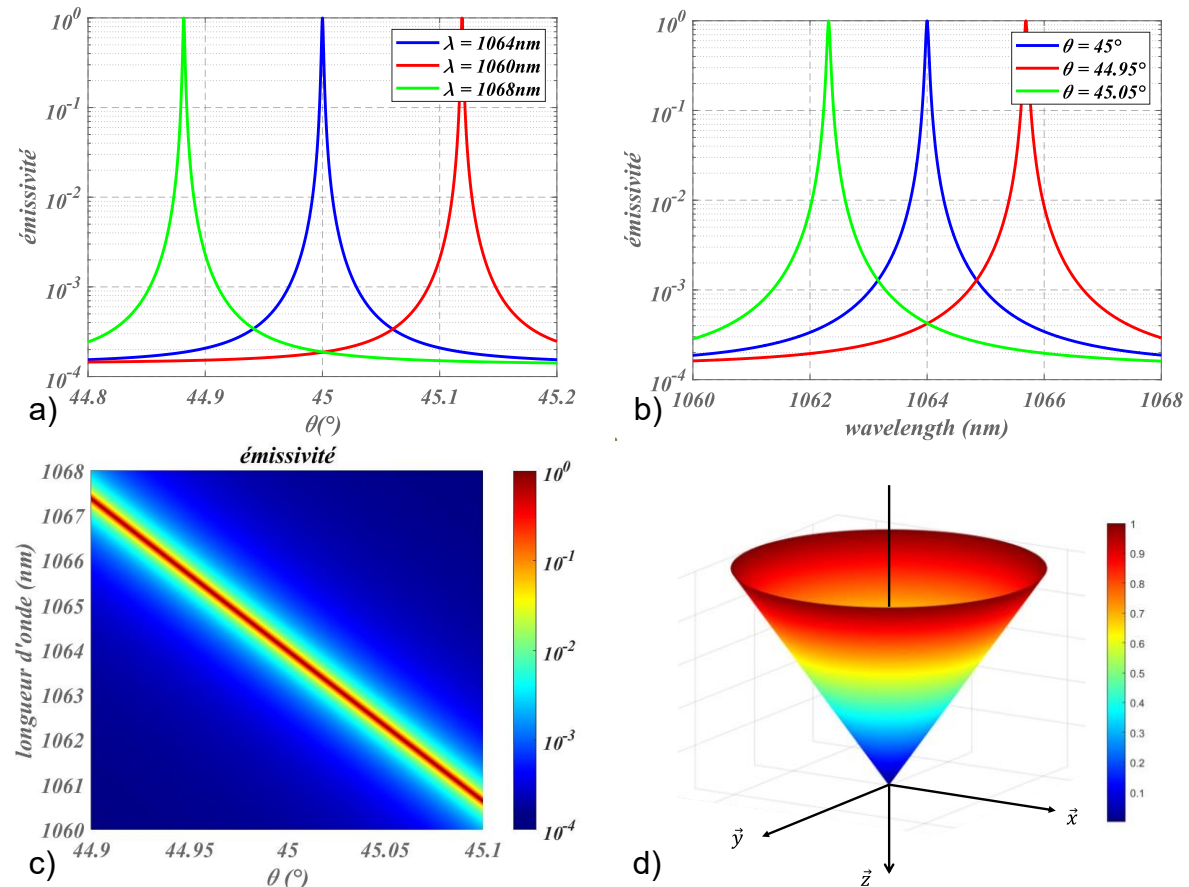 10^0
10^-1
10^-2
10^-3
10^-4
émissivité
λ = 1064nm
λ = 1060nm
λ = 1068nm
44.8 44.9 45 45.1 45.2
θ(°)
a)
10^0
10^-1
10^-2
10^-3
10^-4
émissivité
θ = 45°
θ = 44.95°
θ = 45.05°
1060 1062 1064 1066 1068
wavelength (nm)
b)
émissivité
1068
1067
1066
1065
1064
1063
1062
1061
1060
longueur d'onde (nm)
44.9 44.95 45 45.05 45.1
θ (°)
10^0
10^-1
10^-2
10^-3
10^-4
c)
1
0.9
0.8
0.7
0.6
0.5
0.4
0.3
0.2
0.1
x⃗
y⃗
z⃗
d)